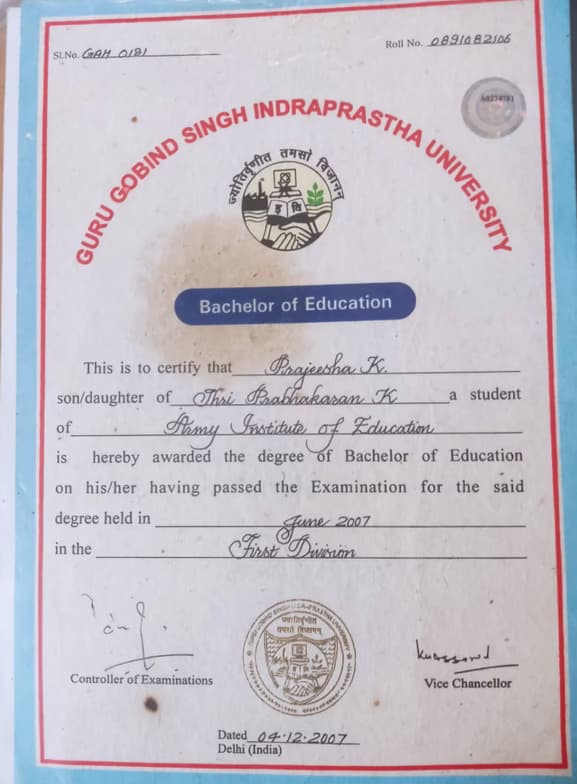 Sl.No. GAM 0181
Roll No. 0891082106
GURU GOBIND SINGH INDRAPRASTHA UNIVERSITY
ज्योतिर्वृणीत तमसो विजानन्
इ वि
Bachelor of Education
This is to certify that Prajeesha K.
son/daughter of Thri Prabhakaran K a student
of Army Institute of Education
is hereby awarded the degree of Bachelor of Education
on his/her having passed the Examination for the said
degree held in June 2007
in the First Division
Controller of Examinations
Vice Chancellor
Dated 04.12.2007
Delhi (India)